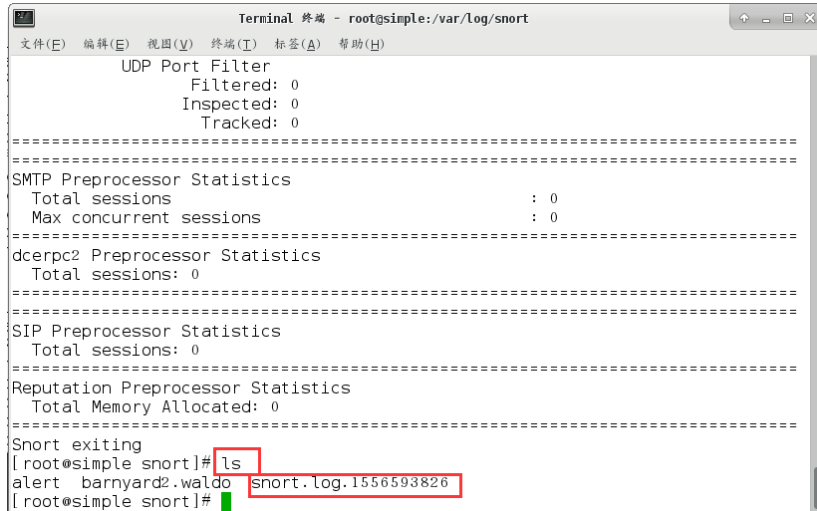 Terminal 终端 - root@simple:/var/log/snort
文件(F) 编辑(E) 视图(V) 终端(T) 标签(A) 帮助(H)
UDP Port Filter
Filtered: 0
Inspected: 0
Tracked: 0
================================================================================
================================================================================
SMTP Preprocessor Statistics
Total sessions : 0
Max concurrent sessions : 0
================================================================================
dcerpc2 Preprocessor Statistics
Total sessions: 0
================================================================================
================================================================================
SIP Preprocessor Statistics
Total sessions: 0
================================================================================
Reputation Preprocessor Statistics
Total Memory Allocated: 0
================================================================================
Snort exiting
[root@simple snort]# ls
alert barnyard2.waldo snort.log.1556593826
[root@simple snort]#